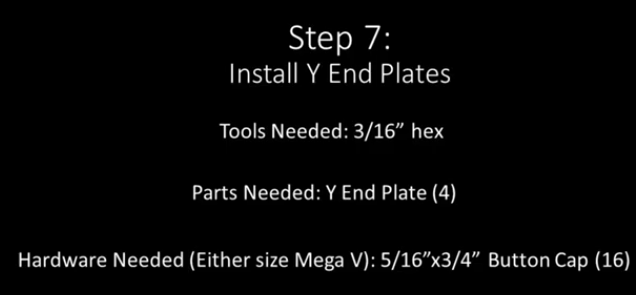 Step 7:
Install Y End Plates
Tools Needed: 3/16” hex
Parts Needed: Y End Plate (4)
Hardware Needed (Either size Mega V): 5/16”x3/4” Button Cap (16)